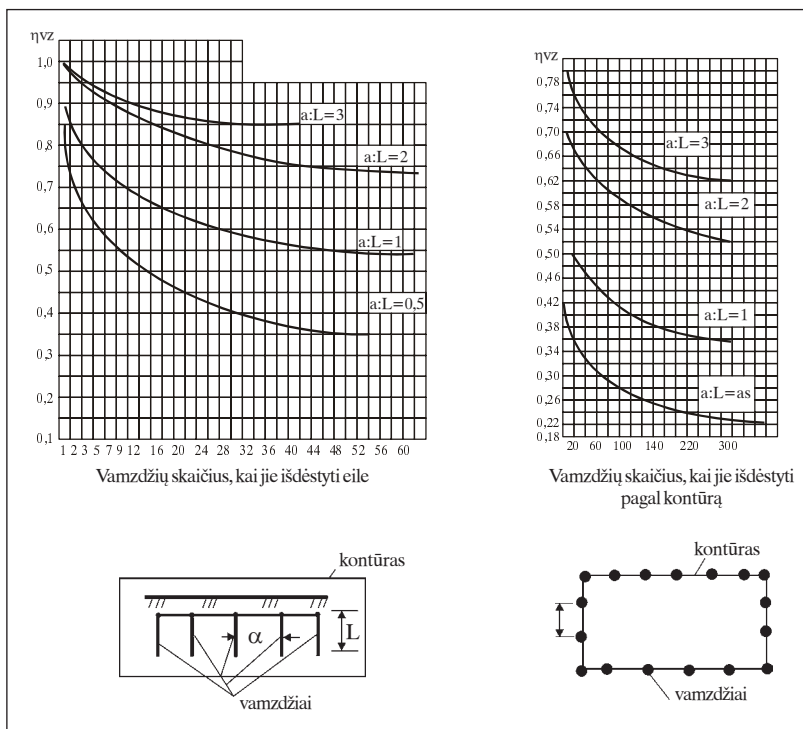 ηvz
1,0
0,9
0,8
0,7
0,6
0,5
0,4
0,3
0,2
0,1
a:L=3
a:L=2
a:L=1
a:L=0,5
1 2 3 5 7 9 12 16 20 24 28 32 36 40 44 48 52 56 60
Vamzdžių skaičius, kai jie išdėstyti eile
ηvz
0,78
0,74
0,70
0,66
0,62
0,58
0,54
0,50
0,46
0,42
0,38
0,34
0,30
0,26
0,22
0,18
a:L=3
a:L=2
a:L=1
a:L=as
20 60 100 140 220 300
Vamzdžių skaičius, kai jie išdėstyti
pagal kontūrą
kontūras
α
L
vamzdžiai
kontūras
vamzdžiai